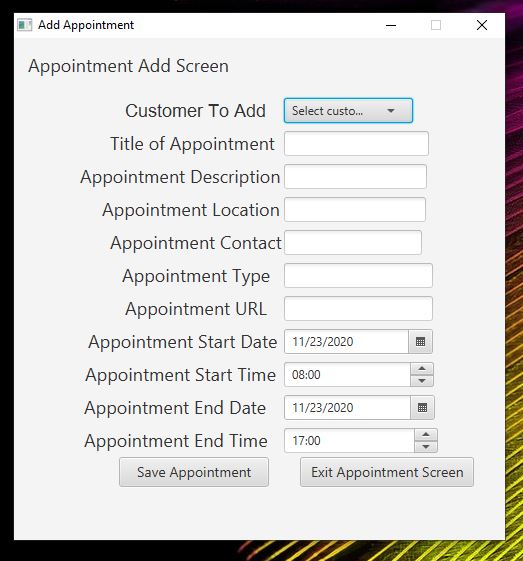 Add Appointment
Appointment Add Screen
Customer To Add Select custo...
Title of Appointment
Appointment Description
Appointment Location
Appointment Contact
Appointment Type
Appointment URL
Appointment Start Date 11/23/2020
Appointment Start Time 08:00
Appointment End Date 11/23/2020
Appointment End Time 17:00
Save Appointment Exit Appointment Screen